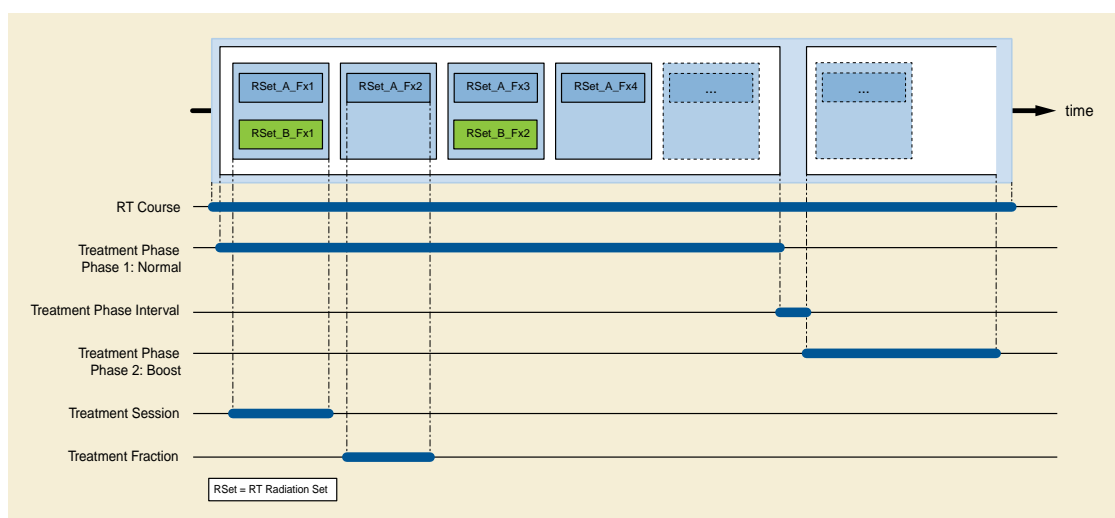 RSet_A_Fx1
RSet_A_Fx2
RSet_A_Fx3
RSet_A_Fx4
...
...
RSet_B_Fx1
RSet_B_Fx2
time
RT Course
Treatment Phase
Phase 1: Normal
Treatment Phase Interval
Treatment Phase
Phase 2: Boost
Treatment Session
Treatment Fraction
RSet = RT Radiation Set